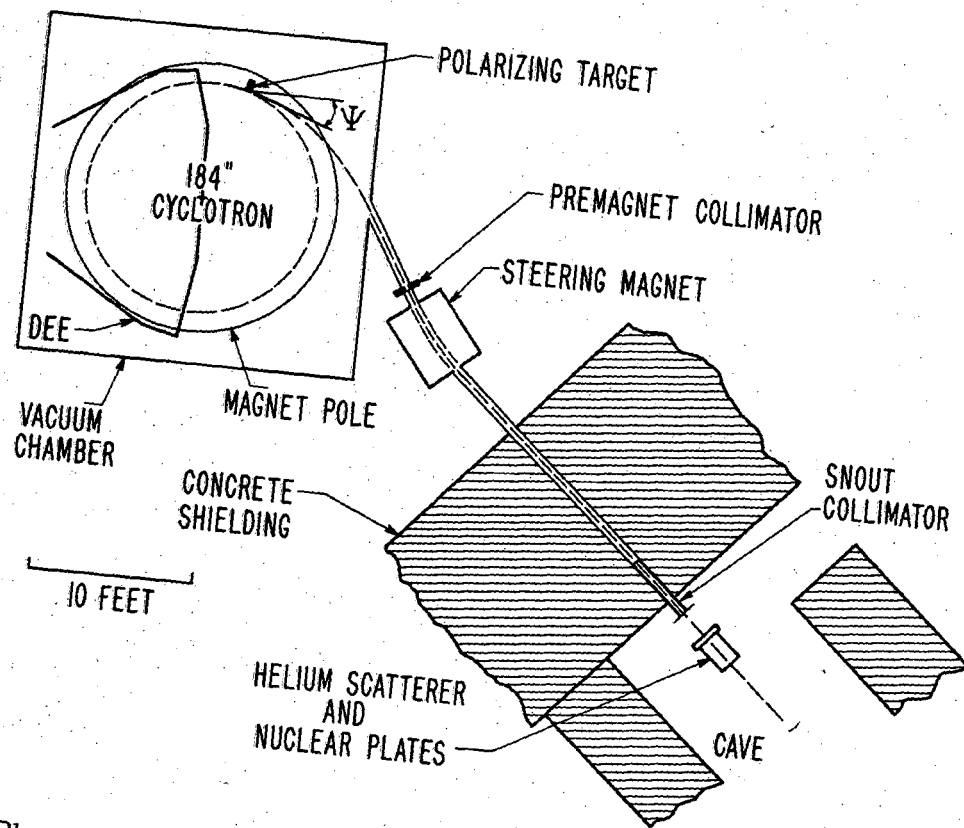 POLARIZING TARGET
Ψ
184"
CYCLOTRON
PREMAGNET COLLIMATOR
STEERING MAGNET
DEE
MAGNET POLE
VACUUM
CHAMBER
CONCRETE
SHIELDING
SNOUT
COLLIMATOR
10 FEET
HELIUM SCATTERER
AND
NUCLEAR PLATES
CAVE